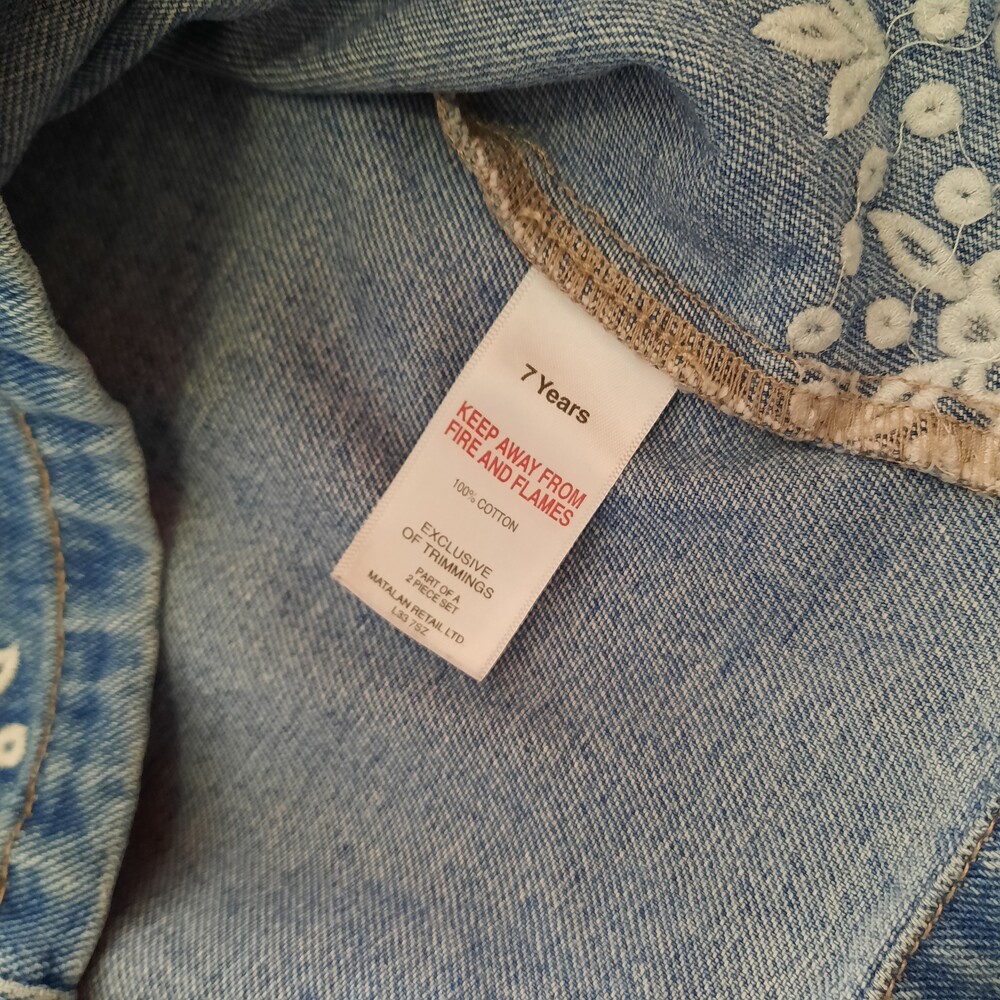 7 Years
KEEP AWAY FROM
FIRE AND FLAMES
100% COTTON
EXCLUSIVE
OF TRIMMINGS
PART OF A
2 PIECE SET
MATALAN RETAIL LTD.
L33 7SZ